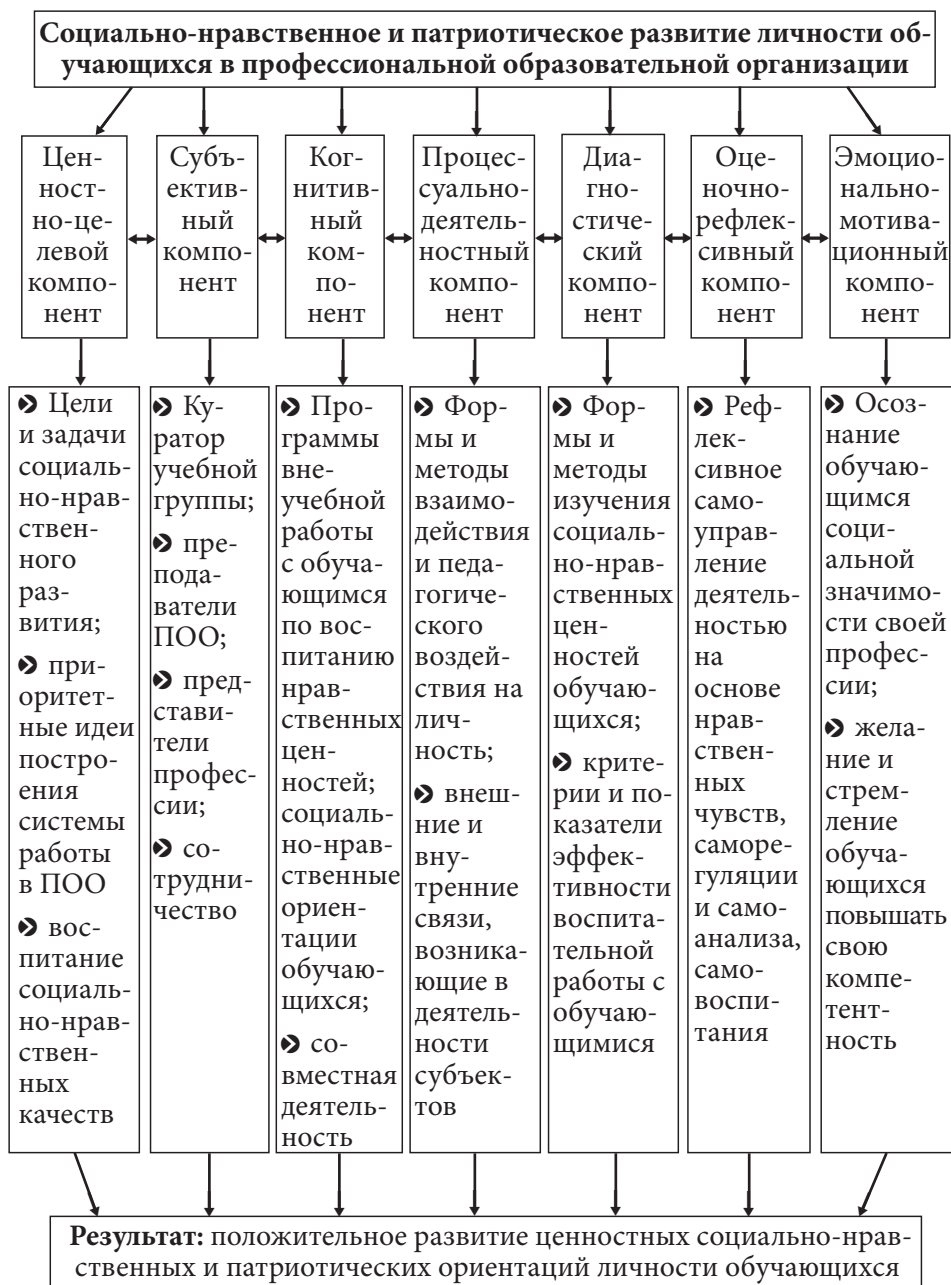 Социально-нравственное и патриотическое развитие личности об-
учающихся в профессиональной образовательной организации
Цен-
ност-
но-це-
левой
компо-
нент
Субъ-
ектив-
ный
компо-
нент
Ког-
нитив-
ный
ком-
по-
нент
Процес-
суально-
деятель-
ностный
компо-
нент
Диа-
гно-
стиче-
ский
компо-
нент
Оце-
ночно-
рефлек-
сивный
компо-
нент
Эмоцио-
нально-
мотива-
ционный
компо-
нент
Цели
и задачи
социаль-
но-нрав-
ствен-
ного
раз-
вития;
при-
оритет-
ные идеи
постро-
ения
системы
работы
в ПОО
вос-
питание
социаль-
но-нрав-
ствен-
ных
качеств
Ку-
ратор
учебной
группы;
пре-
пода-
ватели
ПОО;
пред-
стави-
тели
профес-
сии;
со-
трудни-
чество
Про-
граммы
вне-
учебной
работы
с обуча-
ющимся
по вос-
питанию
нрав-
ственных
цен-
ностей;
социаль-
но-нрав-
ственные
ориен-
тации
обучаю-
щихся;
со-
вместная
деятель-
ность
Фор-
мы и
методы
взаимо-
действия
и педа-
гогиче-
ского
воздей-
ствия на
лич-
ность;
внеш-
ние и
вну-
тренние
связи,
возника-
ющие в
деятель-
ности
субъек-
тов
Фор-
мы и
методы
изучения
социаль-
но-нрав-
ственных
цен-
ностей
обучаю-
щихся;
крите-
рии и по-
казатели
эффек-
тивности
воспита-
тельной
работы с
обучаю-
щимися
Реф-
лек-
сивное
само-
управ-
ление
деятель-
ностью
на
основе
нрав-
ственных
чувств,
саморе-
гуляции
и само-
анализа,
само-
воспи-
тания
Осоз-
нание
обучаю-
щимся
соци-
альной
значимо-
сти своей
профес-
сии;
жела-
ние и
стрем-
ление
обуча-
ющихся
повышать
свою
компе-
тент-
ность
Результат: положительное развитие ценностных социально-нрав-
ственных и патриотических ориентаций личности обучающихся